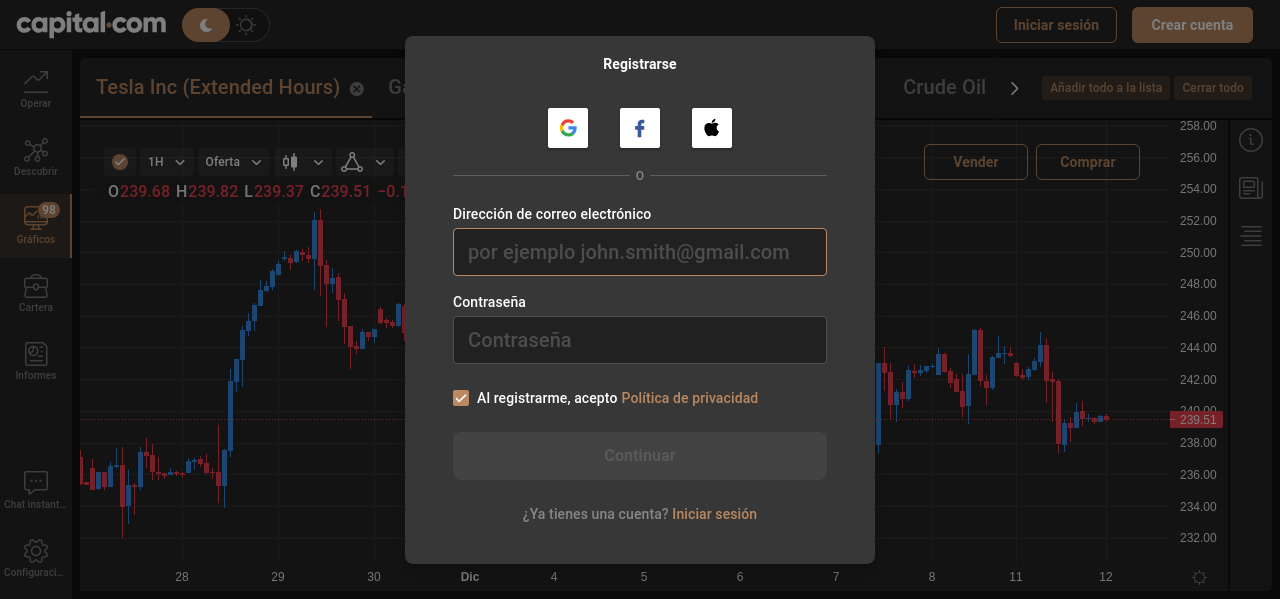 capital.com
Iniciar sesión
Crear cuenta
Registrarse
Tesla Inc (Extended Hours)
Crude Oil
Añadir todo a la lista
Cerrar todo
Operar
Descubrir
98
Gráficos
Cartera
Informes
Chat instant...
Configuraci...
1H
Oferta
O239.68 H239.82 L239.37 C239.51
Vender
Comprar
O
Dirección de correo electrónico
por ejemplo john.smith@gmail.com
Contraseña
Contraseña
Al registrarme, acepto Política de privacidad
Continuar
¿Ya tienes una cuenta? Iniciar sesión
258.00
256.00
254.00
252.00
250.00
248.00
246.00
244.00
242.00
240.00
239.51
238.00
236.00
234.00
232.00
28
29
30
Dic
4
5
6
7
8
11
12